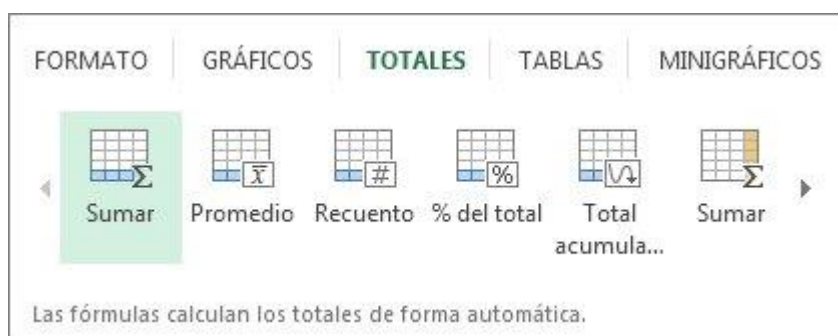 FORMATO GRÁFICOS TOTALES TABLAS MINIGRÁFICOS
Σ x̅ # % Σ
Sumar Promedio Recuento % del total Total Sumar
acumula...
Las fórmulas calculan los totales de forma automática.